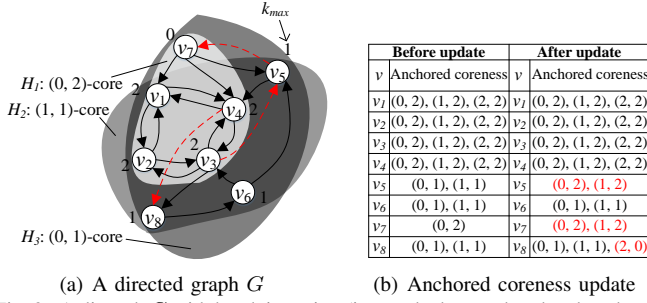 k_max
0
1
v7
v5
H1: (0, 2)-core
2
v1
H2: (1, 1)-core
v4
2
2
v2
2
v3
v6
1
1
v8
H3: (0, 1)-core
(a) A directed graph G
Before update After update
v Anchored coreness v Anchored coreness
v1 (0, 2), (1, 2), (2, 2) v1 (0, 2), (1, 2), (2, 2)
v2 (0, 2), (1, 2), (2, 2) v2 (0, 2), (1, 2), (2, 2)
v3 (0, 2), (1, 2), (2, 2) v3 (0, 2), (1, 2), (2, 2)
v4 (0, 2), (1, 2), (2, 2) v4 (0, 2), (1, 2), (2, 2)
v5 (0, 1), (1, 1) v5 (0, 2), (1, 2)
v6 (0, 1), (1, 1) v6 (0, 1), (1, 1)
v7 (0, 2) v7 (0, 2), (1, 2)
v8 (0, 1), (1, 1) v8 (0, 1), (1, 1), (2, 0)
(b) Anchored coreness update